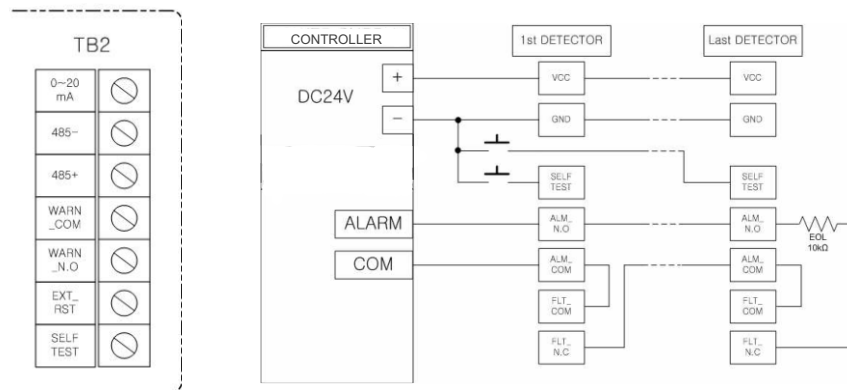 TB2
0~20
mA
485-
485+
WARN
_COM
WARN
_N.O
EXT_
RST
SELF
TEST
CONTROLLER
DC24V
+
−
ALARM
COM
1st DETECTOR
VCC
GND
SELF
TEST
ALM_
N.O
ALM_
COM
FLT_
COM
FLT_
N.C
Last DETECTOR
VCC
GND
SELF
TEST
ALM_
N.O
ALM_
COM
FLT_
COM
FLT_
N.C
EOL
10kΩ